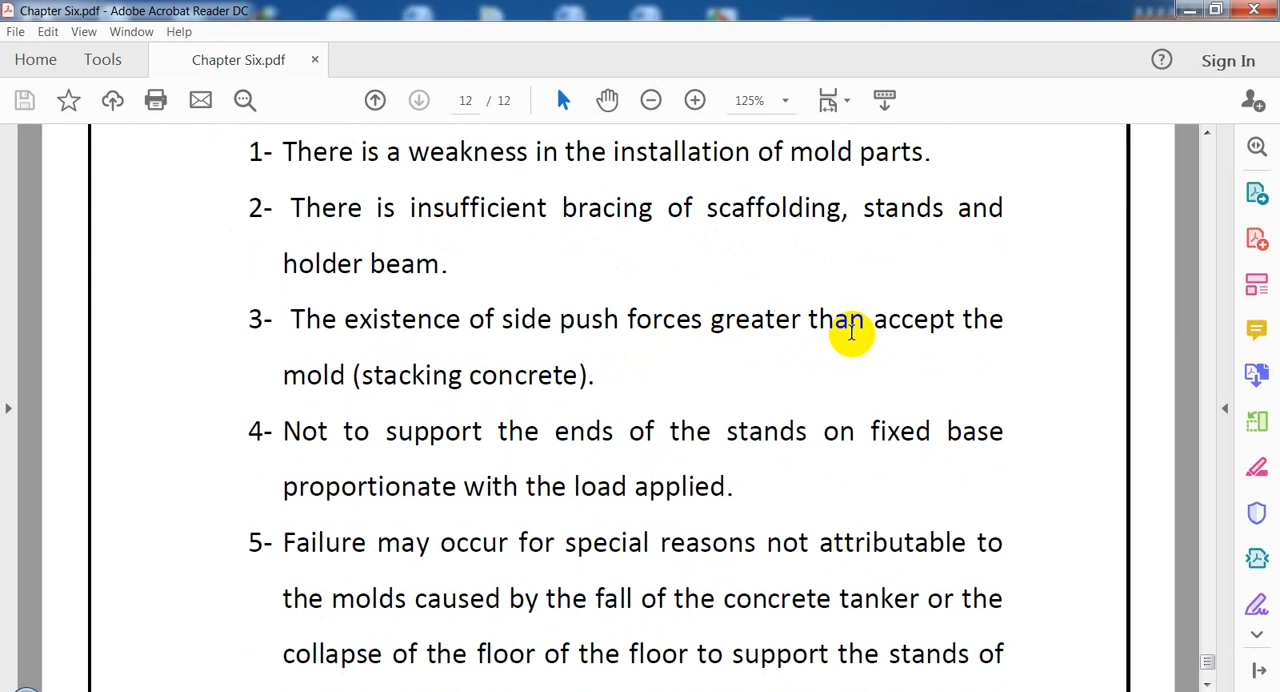 Chapter Six.pdf - Adobe Acrobat Reader DC
File Edit View Window Help
Home Tools Chapter Six.pdf × Sign In
12 / 12 125%
1- There is a weakness in the installation of mold parts.
2- There is insufficient bracing of scaffolding, stands and
holder beam.
3- The existence of side push forces greater than accept the
mold (stacking concrete).
4- Not to support the ends of the stands on fixed base
proportionate with the load applied.
5- Failure may occur for special reasons not attributable to
the molds caused by the fall of the concrete tanker or the
collapse of the floor of the floor to support the stands of